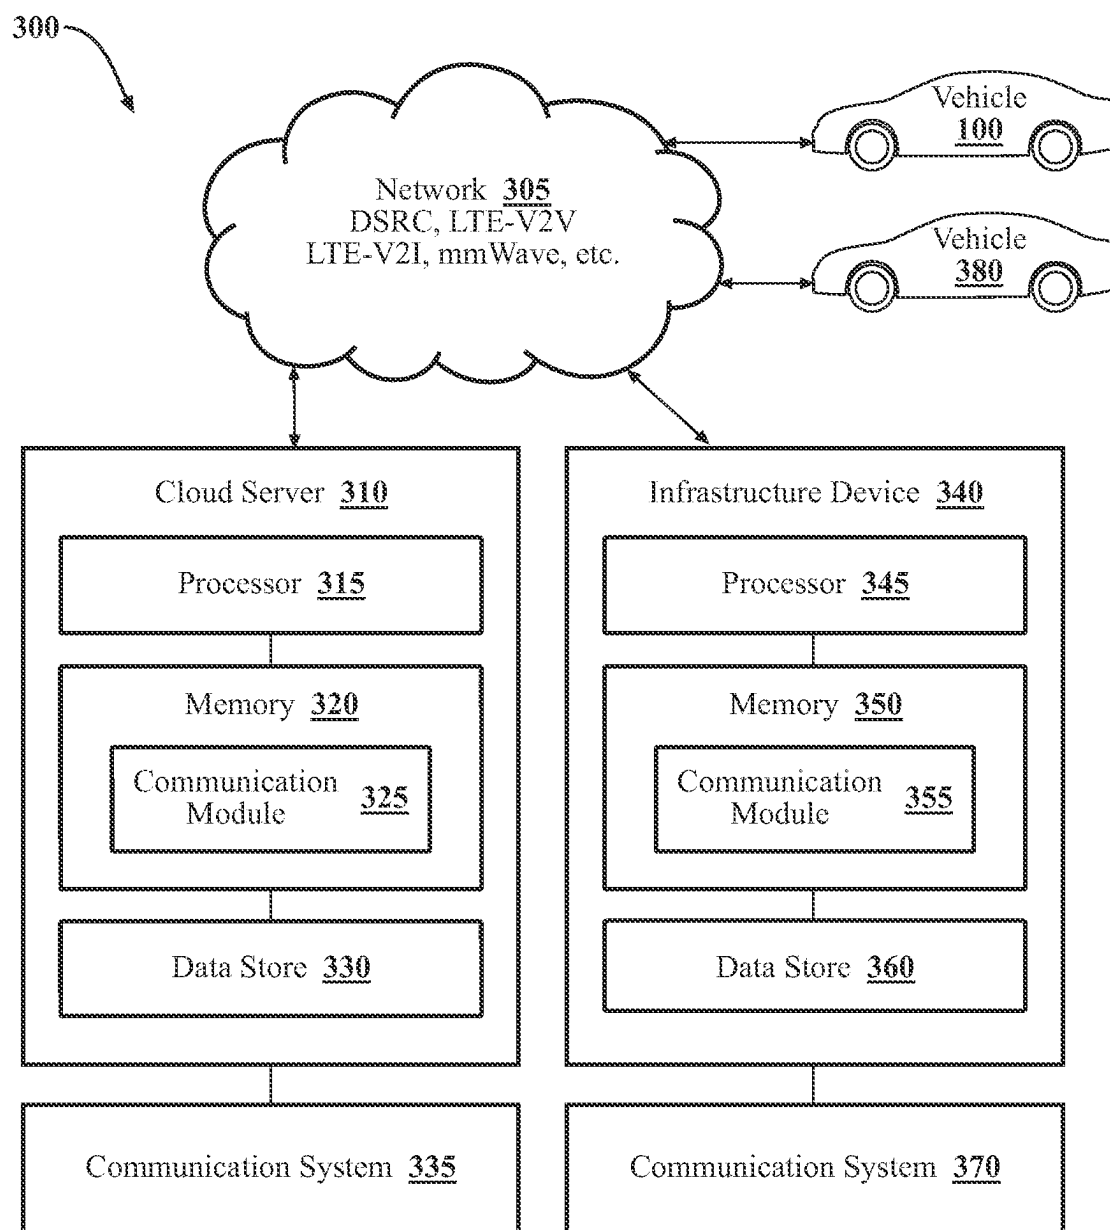 300
Vehicle
100
Network 305
DSRC, LTE-V2V
LTE-V2I, mmWave, etc.
Vehicle
380
Cloud Server 310
Processor 315
Memory 320
Communication
Module
325
Data Store 330
Communication System 335
Infrastructure Device 340
Processor 345
Memory 350
Communication
Module
355
Data Store 360
Communication System 370